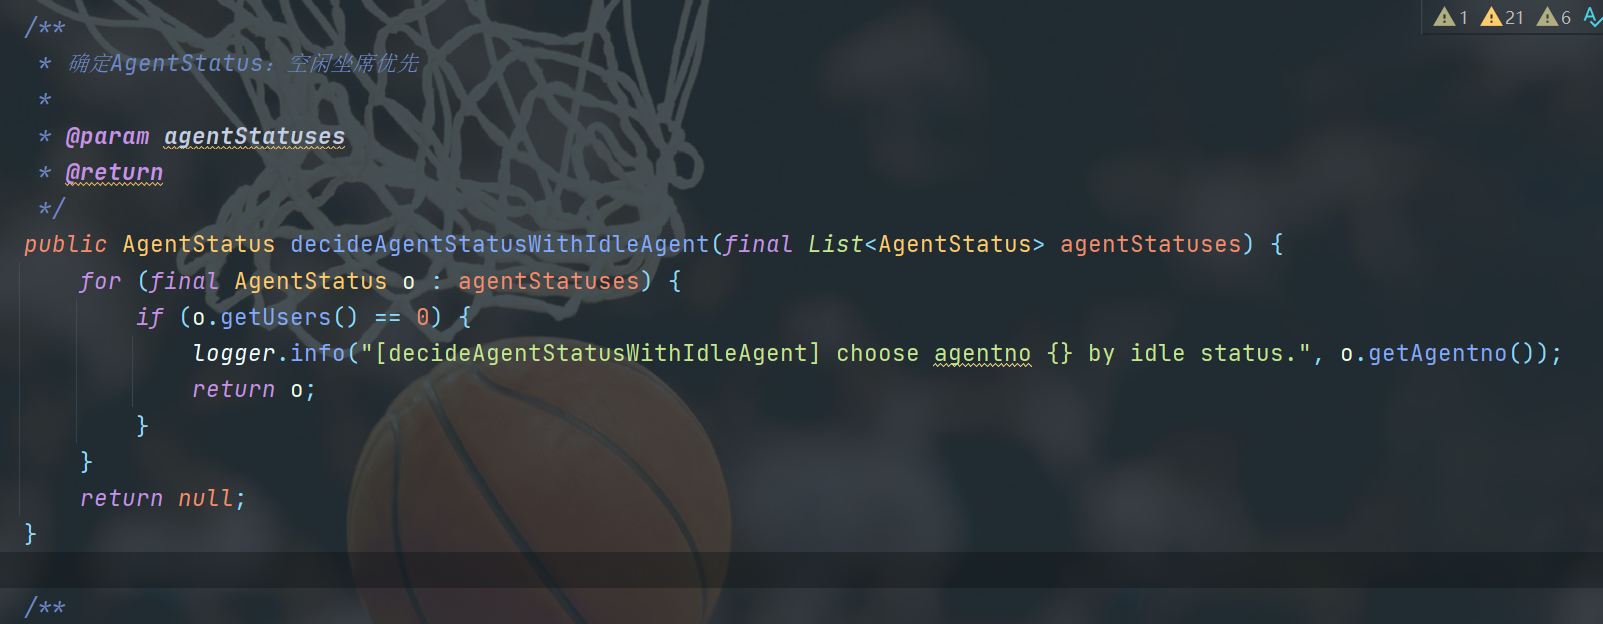 /**
 * 确定AgentStatus：空闲坐席优先
 *
 * @param agentStatuses
 * @return
 */
public AgentStatus decideAgentStatusWithIdleAgent(final List<AgentStatus> agentStatuses) {
    for (final AgentStatus o : agentStatuses) {
        if (o.getUsers() == 0) {
            logger.info("[decideAgentStatusWithIdleAgent] choose agentno {} by idle status.", o.getAgentno());
            return o;
        }
    }
    return null;
}
/**
1 21 6